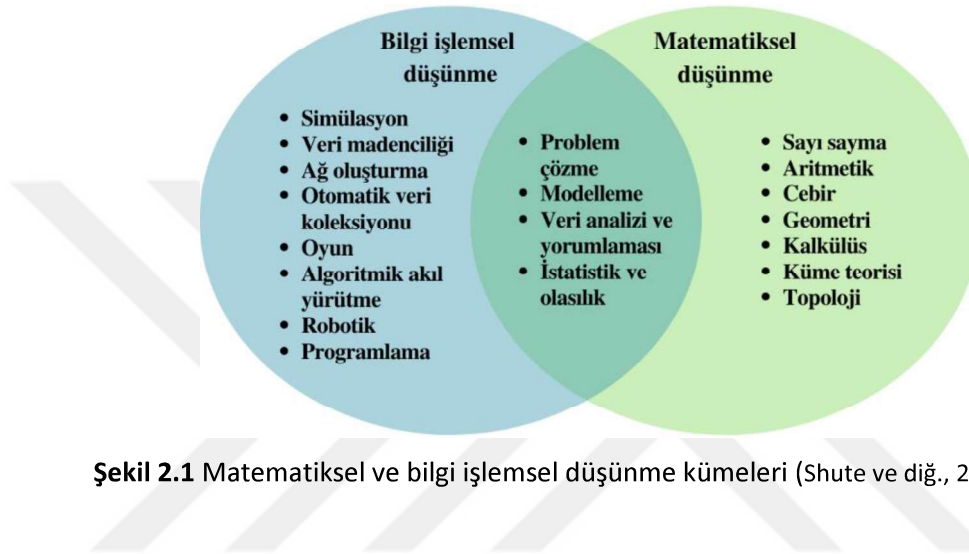 Bilgi işlemsel
düşünme
• Simülasyon
• Veri madenciliği
• Ağ oluşturma
• Otomatik veri
koleksiyonu
• Oyun
• Algoritmik akıl
yürütme
• Robotik
• Programlama
• Problem
çözme
• Modelleme
• Veri analizi ve
yorumlaması
• İstatistik ve
olasılık
Matematiksel
düşünme
• Sayı sayma
• Aritmetik
• Cebir
• Geometri
• Kalkülüs
• Küme teorisi
• Topoloji
Şekil 2.1 Matematiksel ve bilgi işlemsel düşünme kümeleri (Shute ve diğ., 2